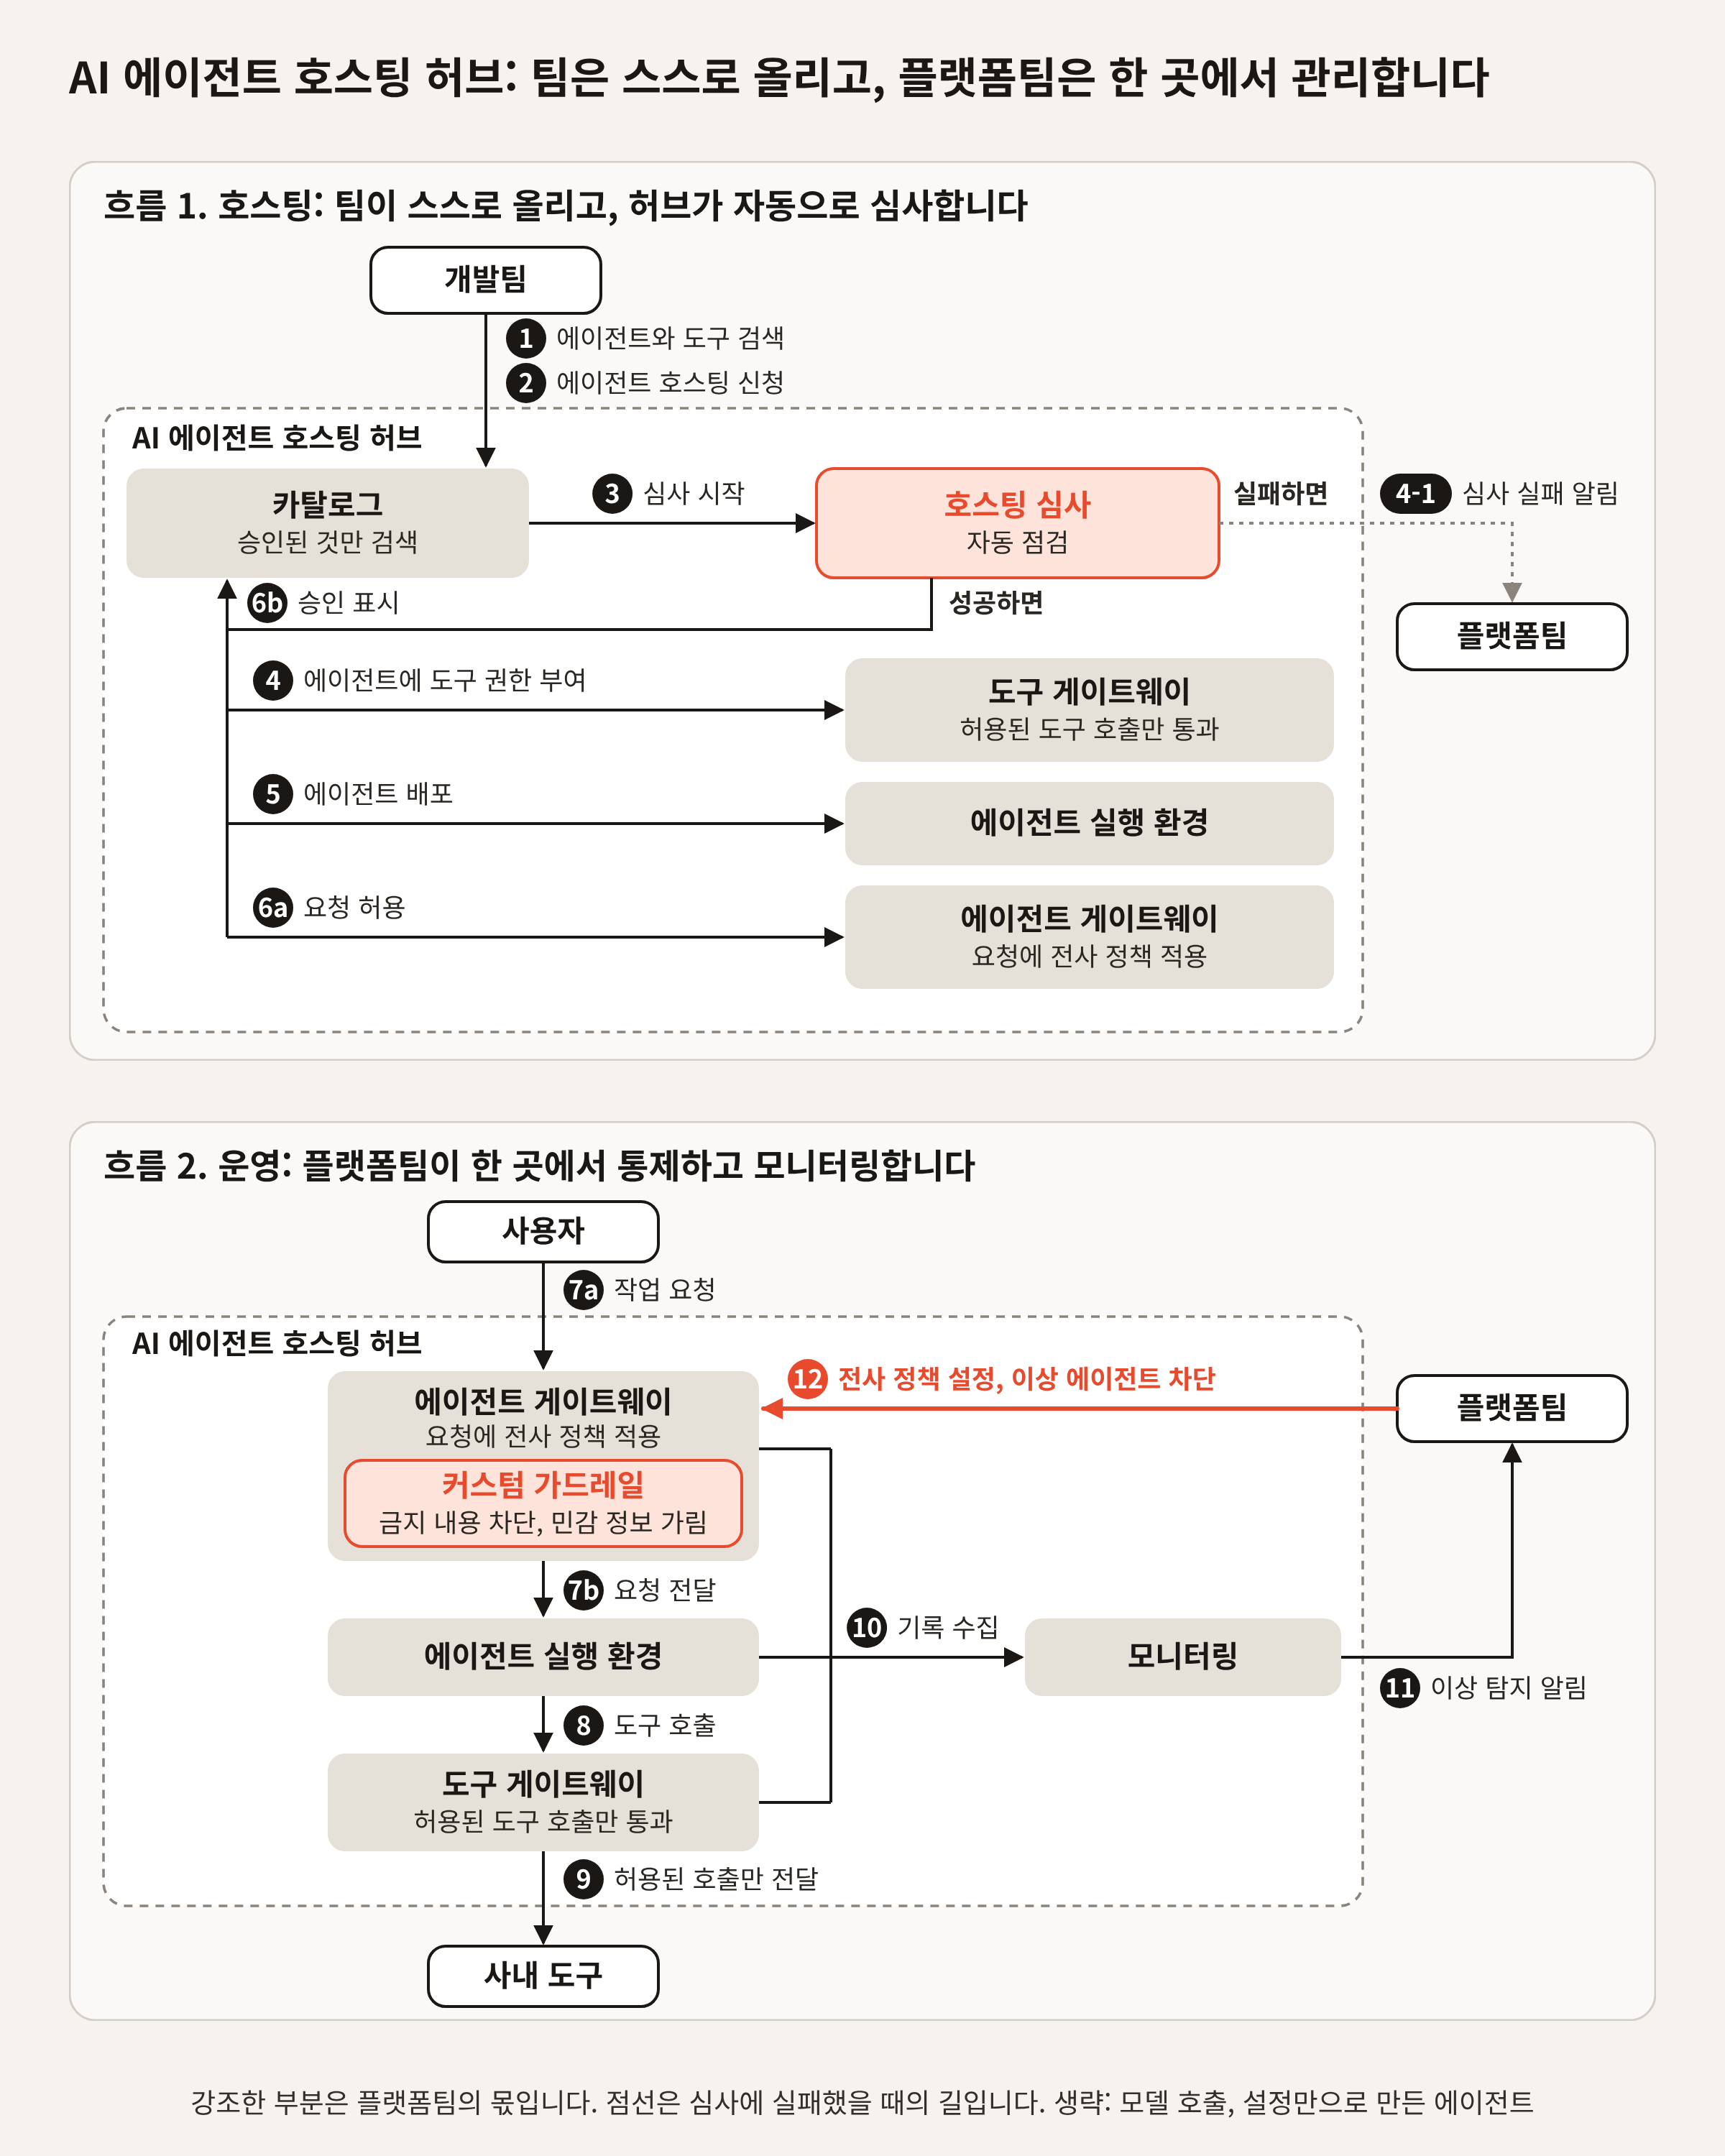 AI 에이전트 호스팅 허브: 팀은 스스로 올리고, 플랫폼팀은 한 곳에서 관리합니다
흐름 1. 호스팅: 팀이 스스로 올리고, 허브가 자동으로 심사합니다
개발팀
1 에이전트와 도구 검색
2 에이전트 호스팅 신청
AI 에이전트 호스팅 허브
카탈로그
승인된 것만 검색
3 심사 시작
호스팅 심사
자동 점검
실패하면
4-1 심사 실패 알림
플랫폼팀
6b 승인 표시
성공하면
4 에이전트에 도구 권한 부여
도구 게이트웨이
허용된 도구 호출만 통과
5 에이전트 배포
에이전트 실행 환경
6a 요청 허용
에이전트 게이트웨이
요청에 전사 정책 적용
흐름 2. 운영: 플랫폼팀이 한 곳에서 통제하고 모니터링합니다
사용자
7a 작업 요청
AI 에이전트 호스팅 허브
에이전트 게이트웨이
요청에 전사 정책 적용
커스텀 가드레일
금지 내용 차단, 민감 정보 가림
12 전사 정책 설정, 이상 에이전트 차단
플랫폼팀
7b 요청 전달
에이전트 실행 환경
10 기록 수집
모니터링
11 이상 탐지 알림
8 도구 호출
도구 게이트웨이
허용된 도구 호출만 통과
9 허용된 호출만 전달
사내 도구
강조한 부분은 플랫폼팀의 몫입니다. 점선은 심사에 실패했을 때의 길입니다. 생략: 모델 호출, 설정만으로 만든 에이전트